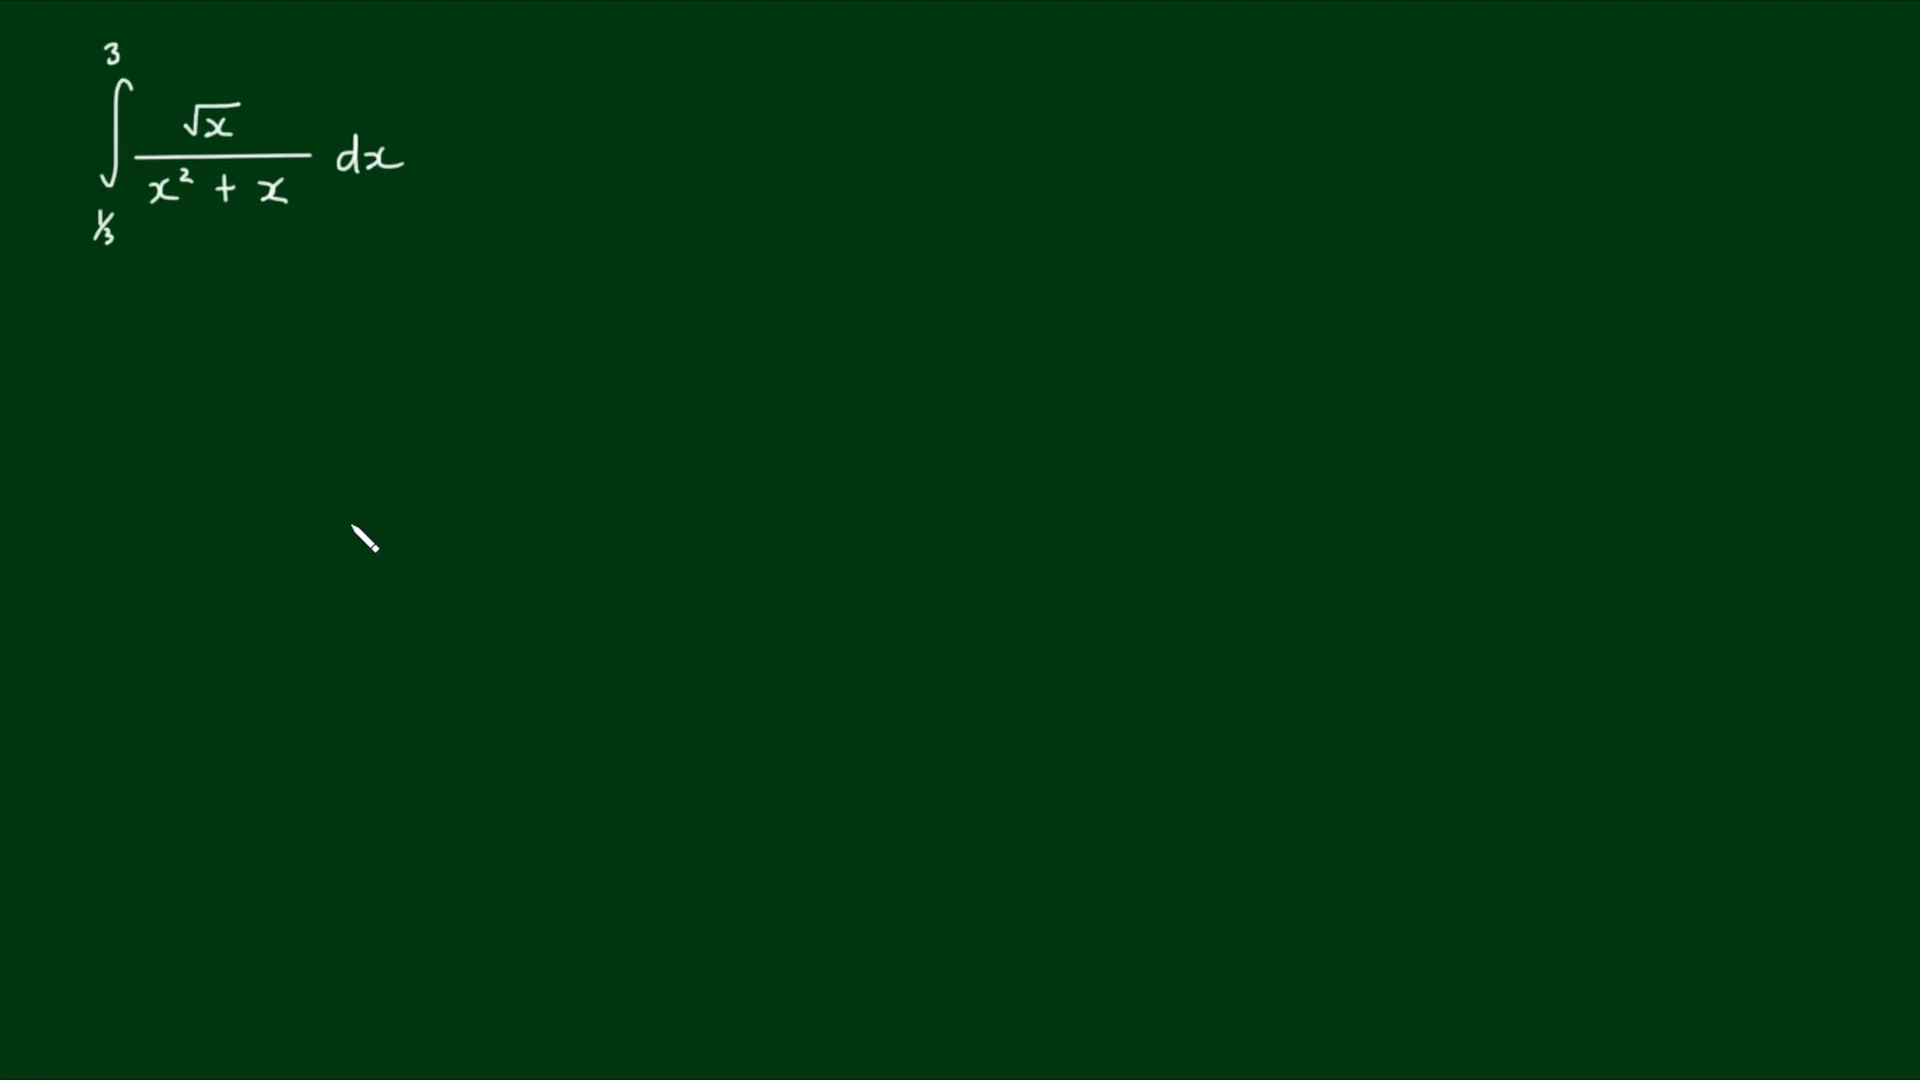 ∫_{1/3}^{3} √x / (x² + x) dx